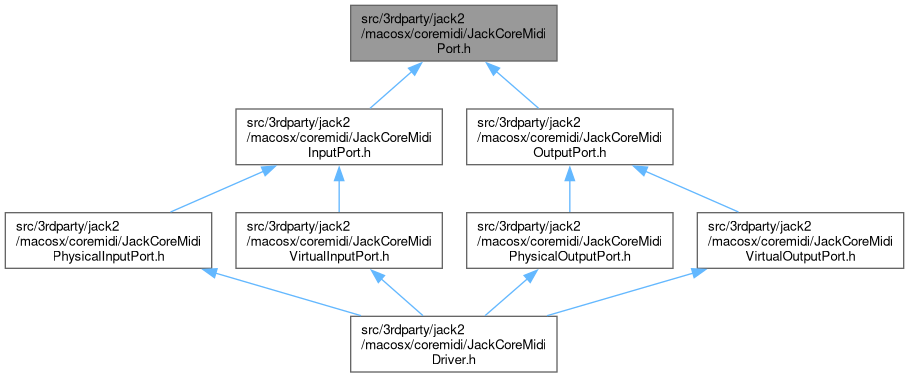 src/3rdparty/jack2
/macosx/coremidi/JackCoreMidi
Port.h
src/3rdparty/jack2
/macosx/coremidi/JackCoreMidi
InputPort.h
src/3rdparty/jack2
/macosx/coremidi/JackCoreMidi
OutputPort.h
src/3rdparty/jack2
/macosx/coremidi/JackCoreMidi
PhysicalInputPort.h
src/3rdparty/jack2
/macosx/coremidi/JackCoreMidi
VirtualInputPort.h
src/3rdparty/jack2
/macosx/coremidi/JackCoreMidi
PhysicalOutputPort.h
src/3rdparty/jack2
/macosx/coremidi/JackCoreMidi
VirtualOutputPort.h
src/3rdparty/jack2
/macosx/coremidi/JackCoreMidi
Driver.h